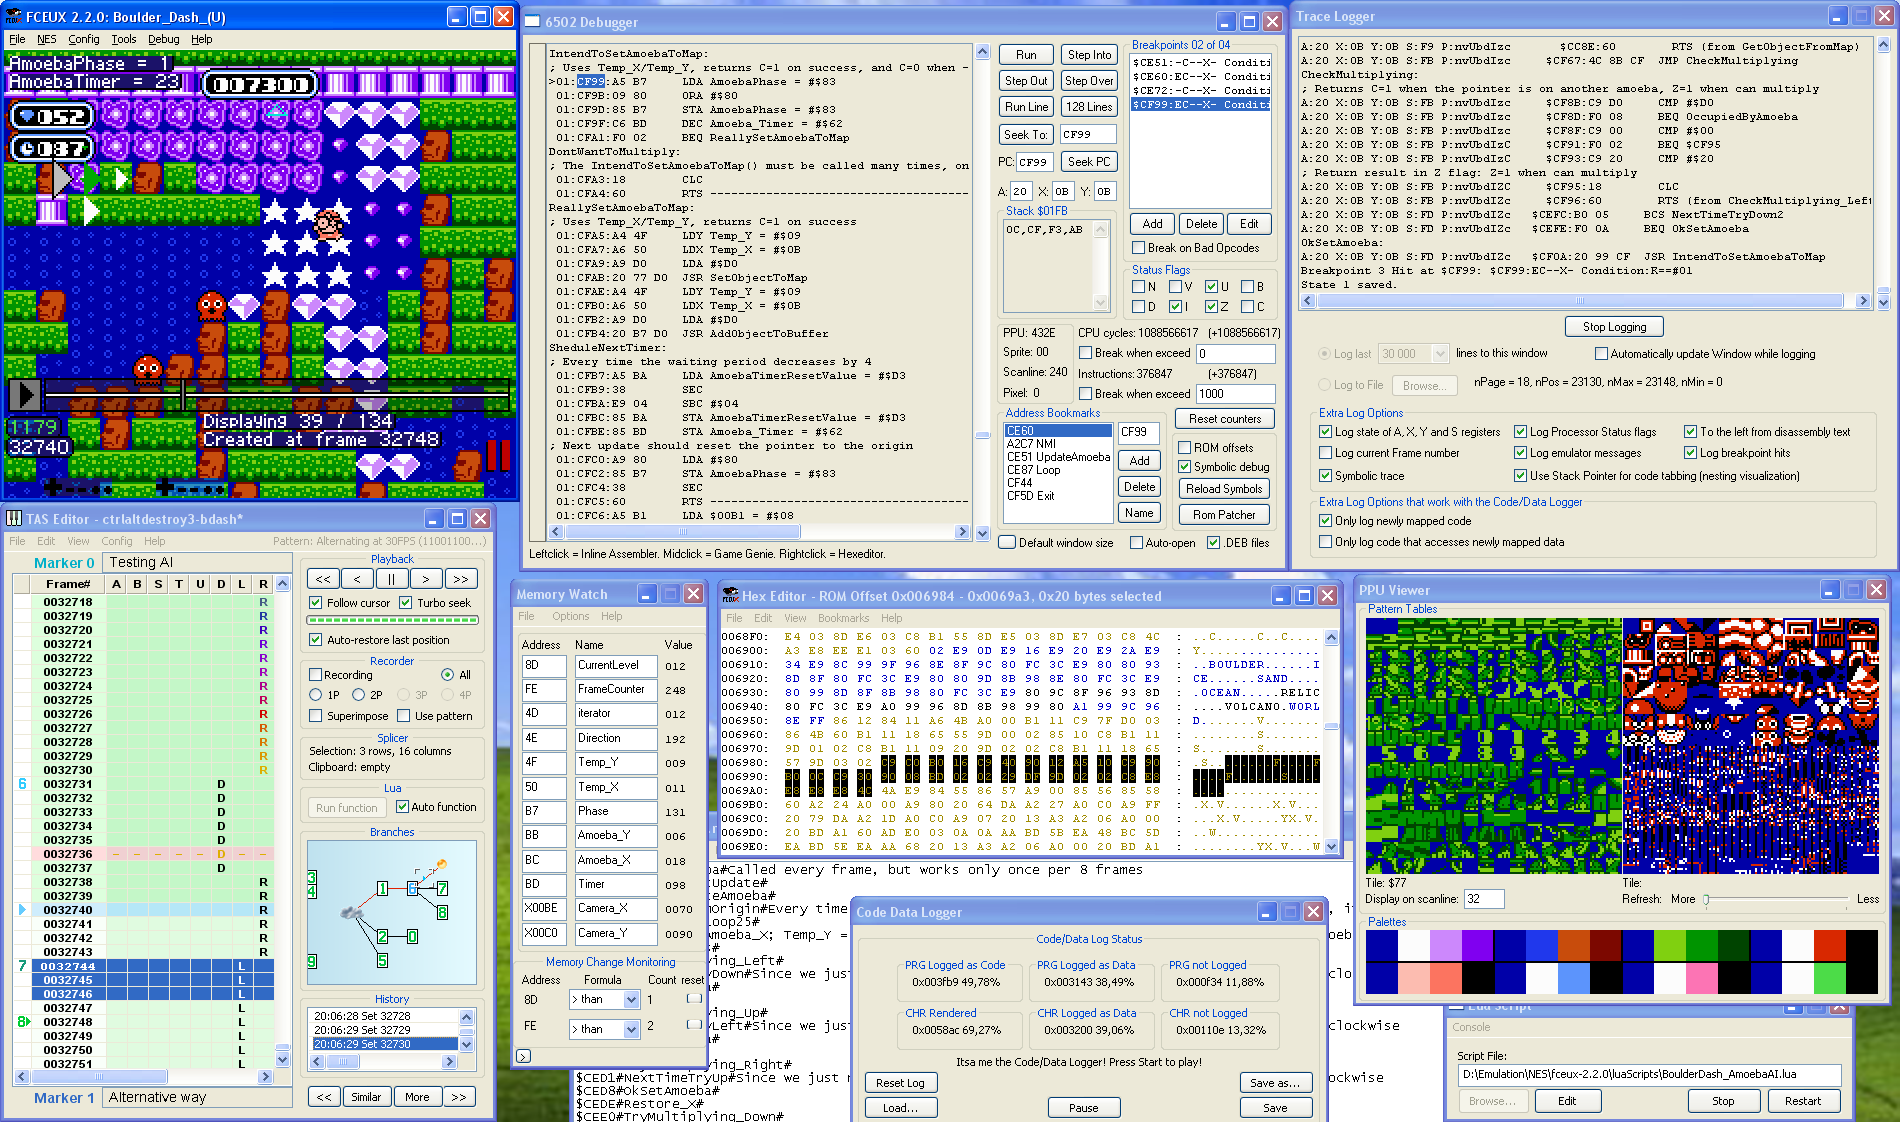 FCEUX 2.2.0: Boulder_Dash_(U)
File NES Config Tools Debug Help
AmoebaPhase = 1
AmoebaTimer = 23
007300
052
087
Displaying 39 / 134
Created at frame 32748
1179
32740
6502 Debugger
IntendToSetAmoebaToMap:
; Uses Temp_X/Temp_Y, returns C=1 on success, and C=0 when -
>01:CF99:A5 B7 LDA AmoebaPhase = #$83
01:CF9B:09 80 ORA #$80
01:CF9D:85 B7 STA AmoebaPhase = #$83
01:CF9F:C6 BD DEC Amoeba_Timer = #$62
01:CFA1:F0 02 BEQ ReallySetAmoebaToMap
DontWantToMultiply:
; The IntendToSetAmoebaToMap() must be called many times, on
01:CFA3:18 CLC
01:CFA4:60 RTS -----------------------------------
ReallySetAmoebaToMap:
; Uses Temp_X/Temp_Y, returns C=1 on success
01:CFA5:A4 4F LDY Temp_Y = #$09
01:CFA7:A6 50 LDX Temp_X = #$0B
01:CFA9:A9 D0 LDA #$D0
01:CFAB:20 77 D0 JSR SetObjectToMap
01:CFAE:A4 4F LDY Temp_Y = #$09
01:CFB0:A6 50 LDX Temp_X = #$0B
01:CFB2:A9 D0 LDA #$D0
01:CFB4:20 B7 D0 JSR AddObjectToBuffer
SheduleNextTimer:
; Every time the waiting period decreases by 4
01:CFB7:A5 BA LDA AmoebaTimerResetValue = #$D3
01:CFB9:38 SEC
01:CFBA:E9 04 SBC #$04
01:CFBC:85 BA STA AmoebaTimerResetValue = #$D3
01:CFBE:85 BD STA Amoeba_Timer = #$62
; Next update should reset the pointer to the origin
01:CFC0:A9 80 LDA #$80
01:CFC2:85 B7 STA AmoebaPhase = #$83
01:CFC4:38 SEC
01:CFC5:60 RTS -----------------------------------
01:CFC6:A5 B1 LDA $00B1 = #$08
Leftclick = Inline Assembler. Midclick = Game Genie. Rightclick = Hexeditor.
Run Step Into
Step Out Step Over
Run Line 128 Lines
Seek To: CF99
PC: CF99 Seek PC
A: 20 X: 0B Y: 0B
Stack $01FB
0C,CF,F3,AB
Breakpoints 02 of 04
$CE51:-C--X- Conditi
$CE60:EC--X- Conditi
$CE72:-C--X- Conditi
$CF99:EC--X- Conditi
Add Delete Edit
Break on Bad Opcodes
Status Flags
N V U B
D I Z C
PPU: 432E
Sprite: 00
Scanline: 240
Pixel: 0
CPU cycles: 1088566617 (+1088566617)
Break when exceed 0
Instructions: 376847 (+376847)
Break when exceed 1000
Address Bookmarks
CE60
A2C7 NMI
CE51 UpdateAmoeba
CE87 Loop
CF44
CF5D Exit
CF99
Add
Delete
Name
Reset counters
ROM offsets
Symbolic debug
Reload Symbols
Rom Patcher
Default window size Auto-open .DEB files
Trace Logger
A:20 X:0B Y:0B S:F9 P:nvUbdIzc $CC8E:60 RTS (from GetObjectFromMap)
A:20 X:0B Y:0B S:FB P:nvUbdIzc $CF67:4C 8B CF JMP CheckMultiplying
CheckMultiplying:
; Returns C=1 when the pointer is on another amoeba, Z=1 when can multiply
A:20 X:0B Y:0B S:FB P:nvUbdIzc $CF8B:C9 D0 CMP #$D0
A:20 X:0B Y:0B S:FB P:nvUbdIzc $CF8D:F0 08 BEQ OccupiedByAmoeba
A:20 X:0B Y:0B S:FB P:nvUbdIzc $CF8F:C9 00 CMP #$00
A:20 X:0B Y:0B S:FB P:nvUbdIzc $CF91:F0 02 BEQ $CF95
A:20 X:0B Y:0B S:FB P:nvUbdIzc $CF93:C9 20 CMP #$20
; Return result in Z flag: Z=1 when can multiply
A:20 X:0B Y:0B S:FB P:nvUbdIZc $CF95:18 CLC
A:20 X:0B Y:0B S:FB P:nvUbdIZc $CF96:60 RTS (from CheckMultiplying_Left
A:20 X:0B Y:0B S:FD P:nvUbdIZc $CEFC:B0 05 BCS NextTimeTryDown2
A:20 X:0B Y:0B S:FD P:nvUbdIZc $CEFE:F0 0A BEQ OkSetAmoeba
OkSetAmoeba:
A:20 X:0B Y:0B S:FD P:nvUbdIZc $CF0A:20 99 CF JSR IntendToSetAmoebaToMap
Breakpoint 3 Hit at $CF99: $CF99:EC--X- Condition:R==#01
State 1 saved.
Stop Logging
Log last 30 000 lines to this window Automatically update Window while logging
Log to File Browse... nPage = 18, nPos = 23130, nMax = 23148, nMin = 0
Extra Log Options
Log state of A, X, Y and S registers Log Processor Status flags To the left from disassembly text
Log current Frame number Log emulator messages Log breakpoint hits
Symbolic trace Use Stack Pointer for code tabbing (nesting visualization)
Extra Log Options that work with the Code/Data Logger
Only log newly mapped code
Only log code that accesses newly mapped data
TAS Editor - ctrlaltdestroy3-bdash*
File Edit View Config Help Pattern: Alternating at 30FPS (11001100...)
Marker 0 Testing AI
Frame# A B S T U D L R
0032718 R
0032719 R
0032720 R
0032721 R
0032722 R
0032723 R
0032724 R
0032725 R
0032726 R
0032727 R
0032728 R
0032729 R
0032730 R
6 0032731 D
0032732 D
0032733 D
0032734 D
0032735 D
0032736 - - - - - D - -
0032737 D
0032738 R
0032739 R
0032740 R
0032741 R
0032742 R
0032743 R
7 0032744 L
0032745 L
0032746 L
0032747 L
8 0032748 L
0032749 L
0032750 L
0032751 L
Marker 1 Alternative way
Playback
<< < || > >>
Follow cursor Turbo seek
Auto-restore last position
Recorder
Recording All
1P 2P 3P 4P
Superimpose Use pattern
Splicer
Selection: 3 rows, 16 columns
Clipboard: empty
Lua
Run function Auto function
Branches
3 4 1 6 7 8 2 0 9 5
History
20:06:28 Set 32728
20:06:29 Set 32729
20:06:29 Set 32730
<< Similar More >>
Memory Watch
File Options Help
Address Name Value
8D CurrentLevel 012
FE FrameCounter 248
4D iterator 012
4E Direction 192
4F Temp_Y 009
50 Temp_X 011
B7 Phase 131
BB Amoeba_Y 006
BC Amoeba_X 018
BD Timer 098
X00BE Camera_X 0070
X00C0 Camera_Y 0090
Memory Change Monitoring
Address Formula Count reset
8D > than 1
FE > than 2
>
Hex Editor - ROM Offset 0x006984 - 0x0069a3, 0x20 bytes selected
File Edit View Bookmarks Help
0068F0: E4 03 8D E6 03 C8 B1 55 8D E5 03 8D E7 03 C8 4C : ..C......C..C....
006900: A3 E8 EE E1 03 60 02 E9 0D E9 16 E9 20 E9 2A E9 : Y...............
006910: 34 E9 8C 99 9F 96 8E 8F 9C 80 FC 3C E9 80 80 93 : ..BOULDER......I
006920: 8D 8F 80 FC 3C E9 80 80 9D 8B 98 8E 80 FC 3C E9 : CE......SAND....
006930: 80 99 8D 8F 8B 98 80 FC 3C E9 80 9C 8F 96 93 8D : .OCEAN.....RELIC
006940: 80 FC 3C E9 A0 99 96 8D 8B 98 99 80 A1 99 9C 96 : ....VOLCANO.WORL
006950: 8E FF 86 12 84 11 A6 4B A0 00 B1 11 C9 7F D0 03 : D.......V.......
006960: 86 4B 60 B1 11 18 65 55 9D 00 02 85 10 C8 B1 11
006970: 9D 01 02 C8 B1 11 09 20 9D 02 02 C8 B1 11 18 65
006980: 57 9D 03 02 C9 C0 B0 16 C9 40 90 12 A5 10 C9 90
006990: B0 0C C9 30 90 08 BD 02 02 29 DF 9D 02 02 C8 E8
0069A0: E8 E8 E8 4C 4A E9 84 55 86 57 A9 00 85 56 85 58
0069B0: 60 A2 24 A0 00 A9 80 20 64 DA A2 27 A0 C0 A9 FF
0069C0: 20 79 DA A2 1D A0 C0 A9 07 20 13 A3 A2 06 A0 00
0069D0: 20 BD A1 60 AD E0 03 0A 0A AA BD 5B EA 48 BC 5D
0069E0: EA BD 5E EA AA 68 20 13 A3 A2 06 A0 00 20 BD A1
PPU Viewer
Pattern Tables
Tile: $77 Tile:
Display on scanline: 32 Refresh: More Less
Palettes
ba#Called every frame, but works only once per 8 frames
Update#
eAmoeba#
Origin#Every time
oop25#
Amoeba_X; Temp_Y =
ying_Left#
yDown#Since we jus
ying_Up#
yLeft#Since we jus
clockwise
ying_Right#
$CED1#NextTimeTryUp#Since we just
clockwise
$CED8#OkSetAmoeba#
$CEDE#Restore_X#
$CEE0#TryMultiplying_Down#
Code Data Logger
Code/Data Log Status
PRG Logged as Code PRG Logged as Data PRG not Logged
0x003fb9 49,78% 0x003143 38,49% 0x000f34 11,88%
CHR Rendered CHR Logged as Data CHR not Logged
0x0058ac 69,27% 0x003200 39,06% 0x00110e 13,32%
Itsa me the Code/Data Logger! Press Start to play!
Reset Log Save as...
Load... Pause Save
Lua Script
Console
Script File:
D:\Emulation\NES\fceux-2.2.0\luaScripts\BoulderDash_AmoebaAI.lua
Browse... Edit Stop Restart